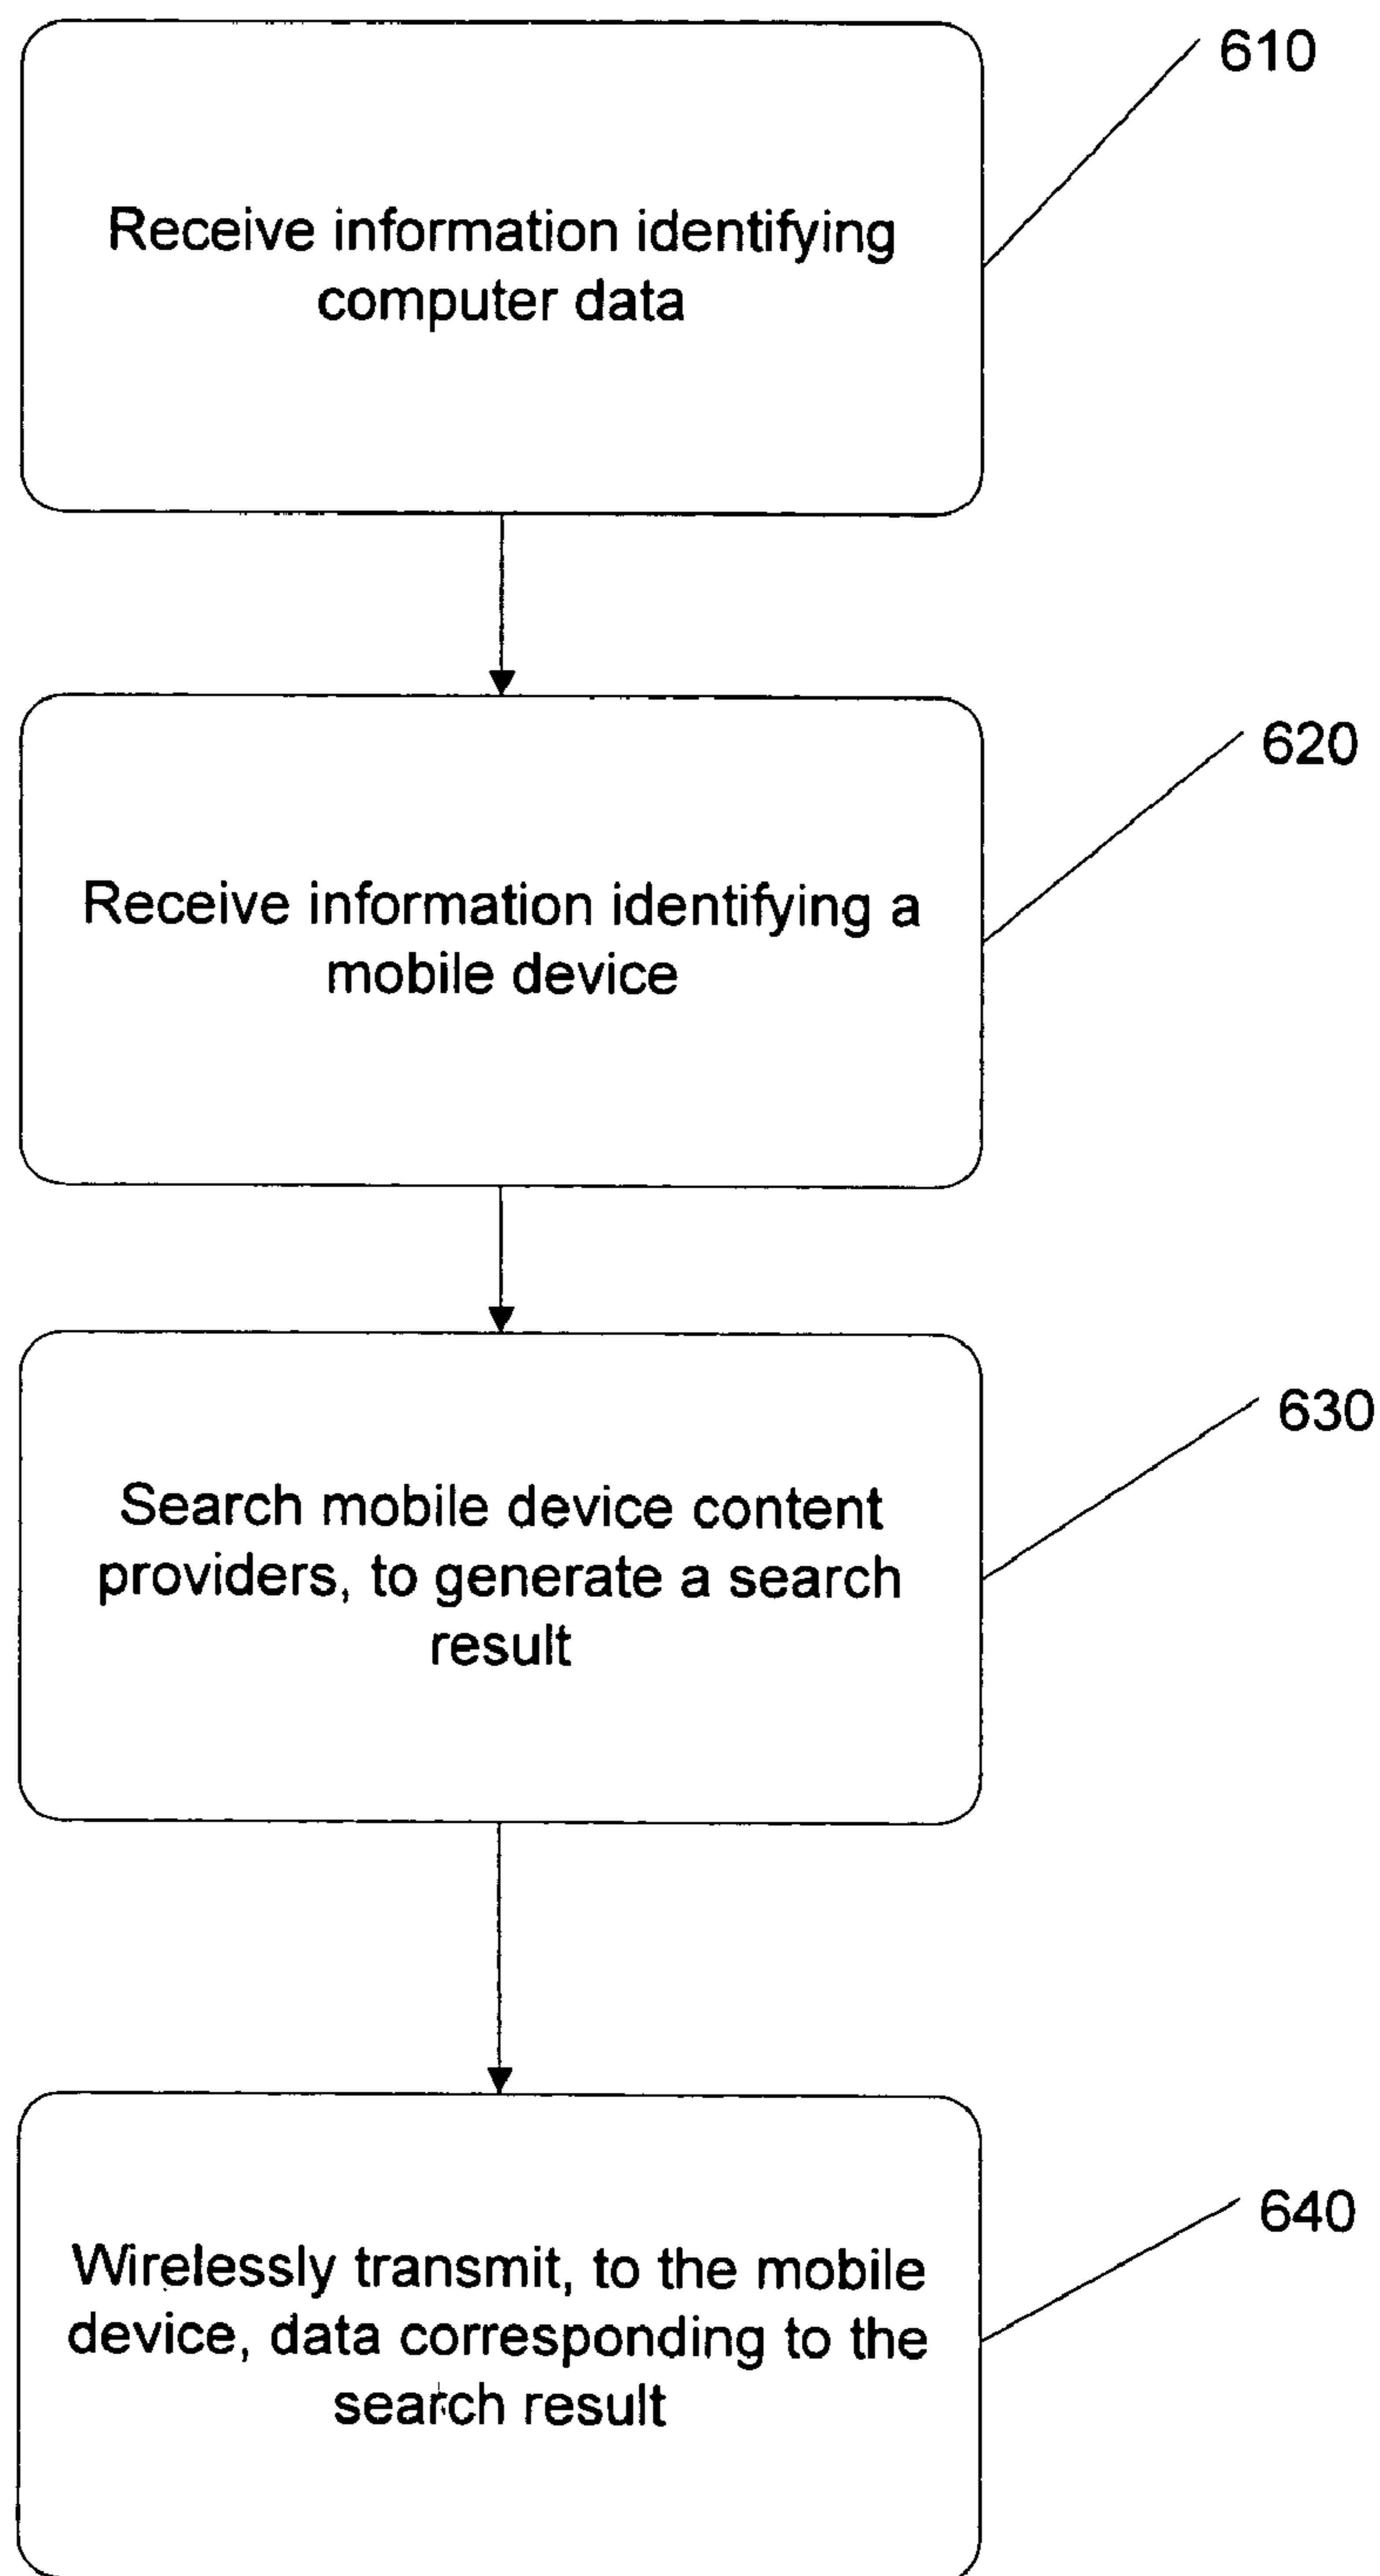 610
Receive information identifying
computer data
620
Receive information identifying a
mobile device
630
Search mobile device content
providers, to generate a search
result
640
Wirelessly transmit, to the mobile
device, data corresponding to the
search result